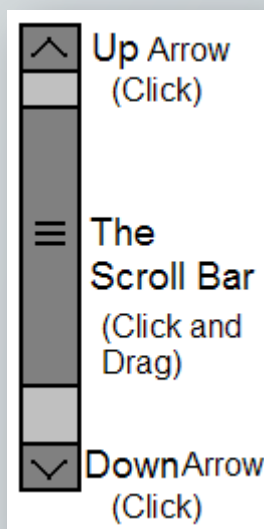 Up Arrow
(Click)
The
Scroll Bar
(Click and
Drag)
Down Arrow
(Click)